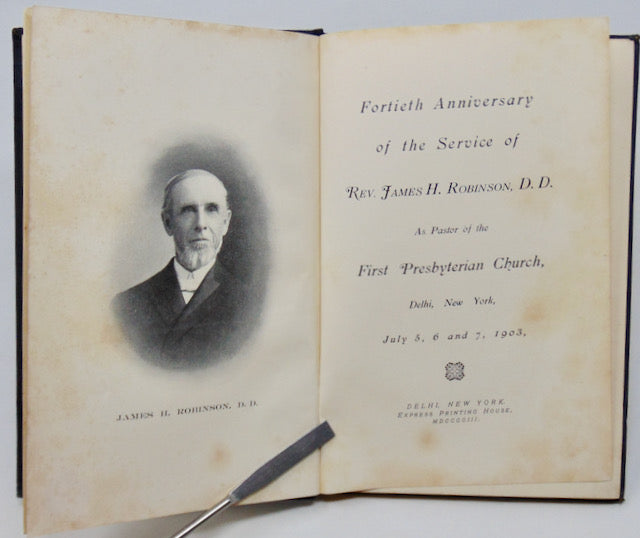 JAMES H. ROBINSON, D. D.
Fortieth Anniversary
of the Service of
REV. JAMES H. ROBINSON, D. D.
As Pastor of the
First Presbyterian Church,
Delhi, New York,
July 5, 6 and 7, 1903,
DELHI, NEW YORK.
EXPRESS PRINTING HOUSE,
MDCCCCIII.